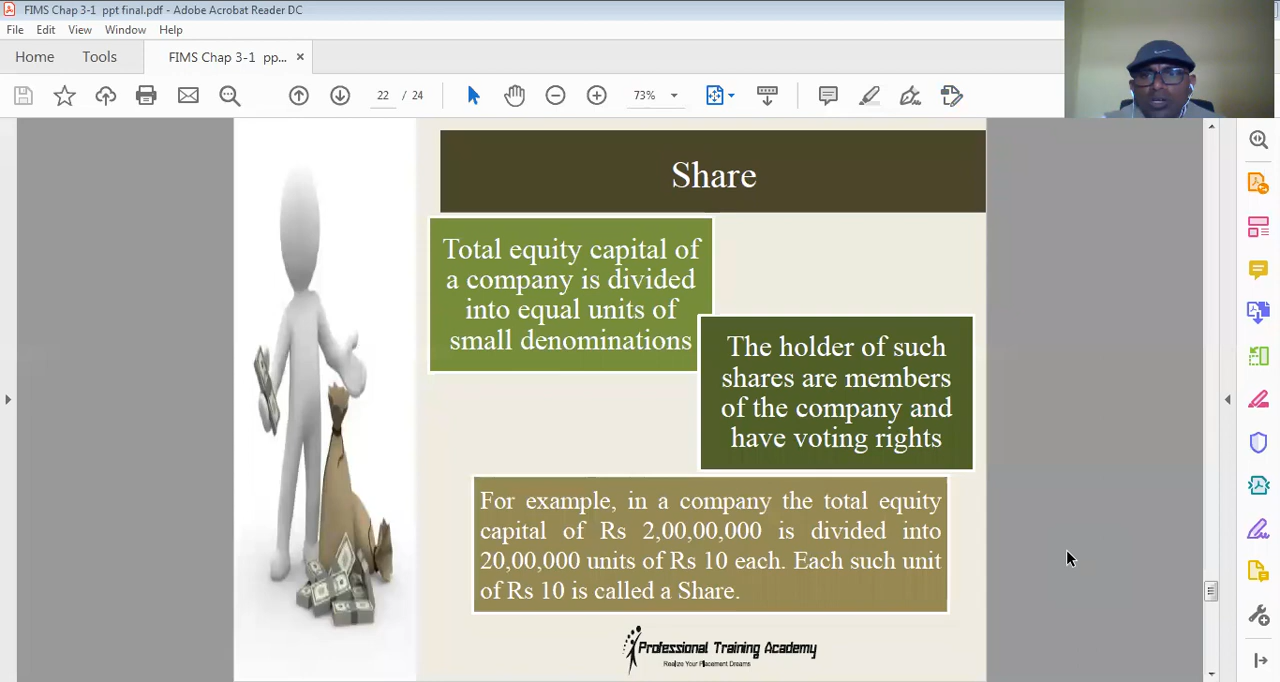 FIMS Chap 3-1 ppt final.pdf - Adobe Acrobat Reader DC
File Edit View Window Help
Home Tools FIMS Chap 3-1 pp... ×
22 / 24 73%
Share
Total equity capital of
a company is divided
into equal units of
small denominations
The holder of such
shares are members
of the company and
have voting rights
For example, in a company the total equity
capital of Rs 2,00,00,000 is divided into
20,00,000 units of Rs 10 each. Each such unit
of Rs 10 is called a Share.
Professional Training Academy
Realize Your Placement Dreams